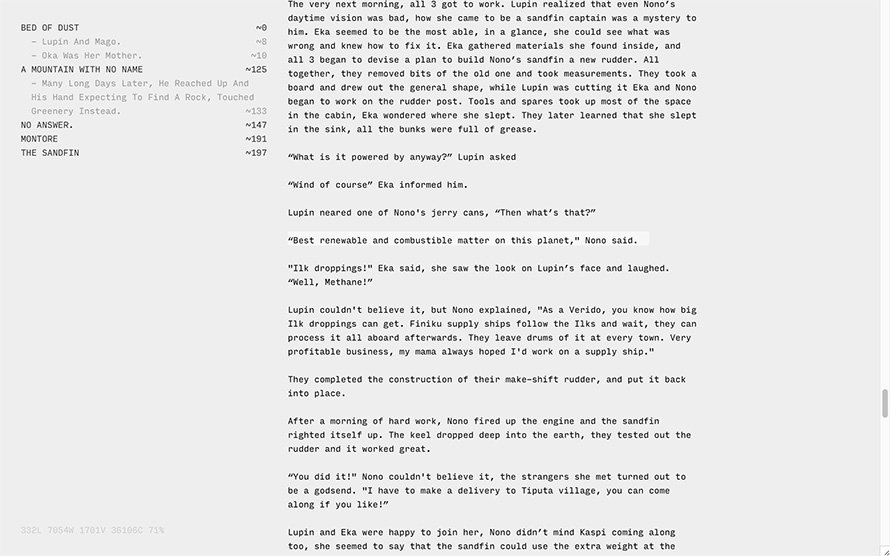 BED OF DUST ~0
– Lupin And Mago. ~8
– Oka Was Her Mother. ~10
A MOUNTAIN WITH NO NAME ~125
– Many Long Days Later, He Reached Up And
His Hand Expecting To Find A Rock, Touched
Greenery Instead. ~133
NO ANSWER. ~147
MONTORE ~191
THE SANDFIN ~197
332L 7054W 1701V 36106C 71%
The very next morning, all 3 got to work. Lupin realized that even Nono’s
daytime vision was bad, how she came to be a sandfin captain was a mystery to
him. Eka seemed to be the most able, in a glance, she could see what was
wrong and knew how to fix it. Eka gathered materials she found inside, and
all 3 began to devise a plan to build Nono’s sandfin a new rudder. All
together, they removed bits of the old one and took measurements. They took a
board and drew out the general shape, while Lupin was cutting it Eka and Nono
began to work on the rudder post. Tools and spares took up most of the space
in the cabin, Eka wondered where she slept. They later learned that she slept
in the sink, all the bunks were full of grease.
“What is it powered by anyway?” Lupin asked
“Wind of course” Eka informed him.
Lupin neared one of Nono's jerry cans, “Then what’s that?”
“Best renewable and combustible matter on this planet," Nono said.
"Ilk droppings!" Eka said, she saw the look on Lupin’s face and laughed.
“Well, Methane!”
Lupin couldn't believe it, but Nono explained, "As a Verido, you know how big
Ilk droppings can get. Finiku supply ships follow the Ilks and wait, they can
process it all aboard afterwards. They leave drums of it at every town. Very
profitable business, my mama always hoped I'd work on a supply ship."
They completed the construction of their make-shift rudder, and put it back
into place.
After a morning of hard work, Nono fired up the engine and the sandfin
righted itself up. The keel dropped deep into the earth, they tested out the
rudder and it worked great.
“You did it!" Nono couldn't believe it, the strangers she met turned out to
be a godsend. "I have to make a delivery to Tiputa village, you can come
along if you like!”
Lupin and Eka were happy to join her, Nono didn’t mind Kaspi coming along
too, she seemed to say that the sandfin could use the extra weight at the